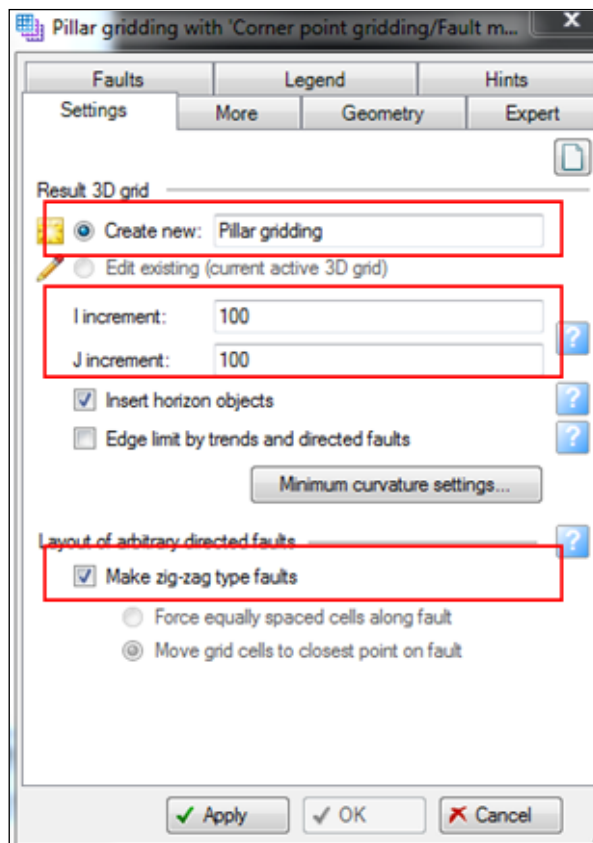 Pillar gridding with 'Corner point gridding/Fault m... X
Faults Legend Hints
Settings More Geometry Expert
Result 3D grid
Create new: Pillar gridding
Edit existing (current active 3D grid)
I increment: 100
?
J increment: 100
Insert horizon objects ?
Edge limit by trends and directed faults ?
Minimum curvature settings...
Layout of arbitrary directed faults ?
Make zig-zag type faults
Force equally spaced cells along fault
Move grid cells to closest point on fault
Apply OK Cancel